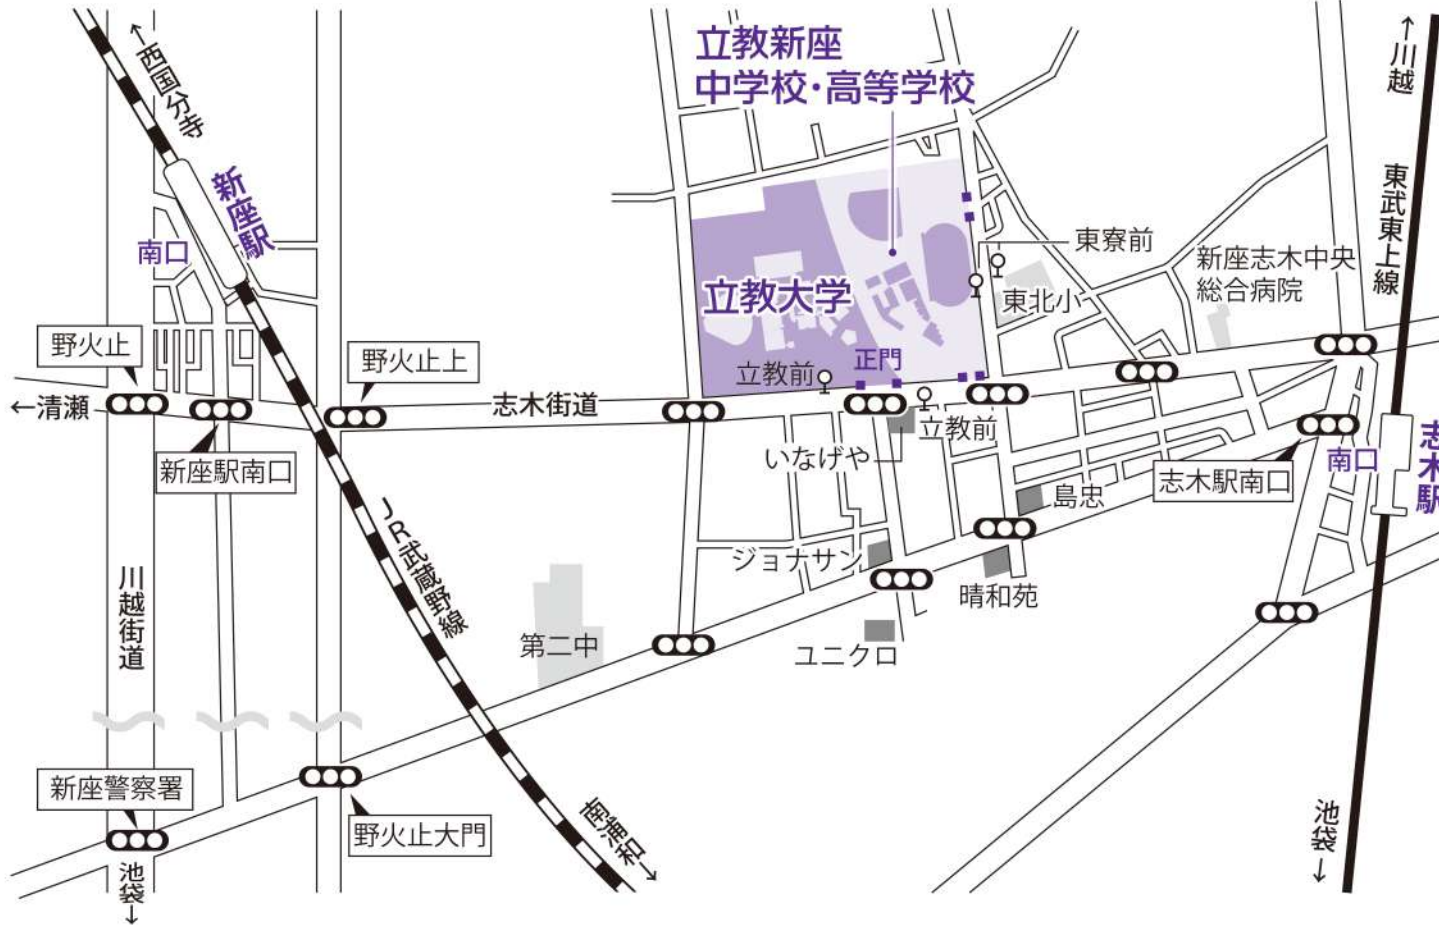 ←西国分寺
立教新座
中学校・高等学校
↑川越
東武東上線
新座駅
南口
東寮前
新座志木中央
総合病院
東北小
立教大学
野火止
野火止上
正門
立教前
←清瀬
志木街道
立教前
新座駅南口
いなげや
志木駅南口
南口
志木駅
島忠
JR武蔵野線
ジョナサン
晴和苑
川越街道
第二中
ユニクロ
新座警察署
野火止大門
南浦和→
池袋↓
池袋↓